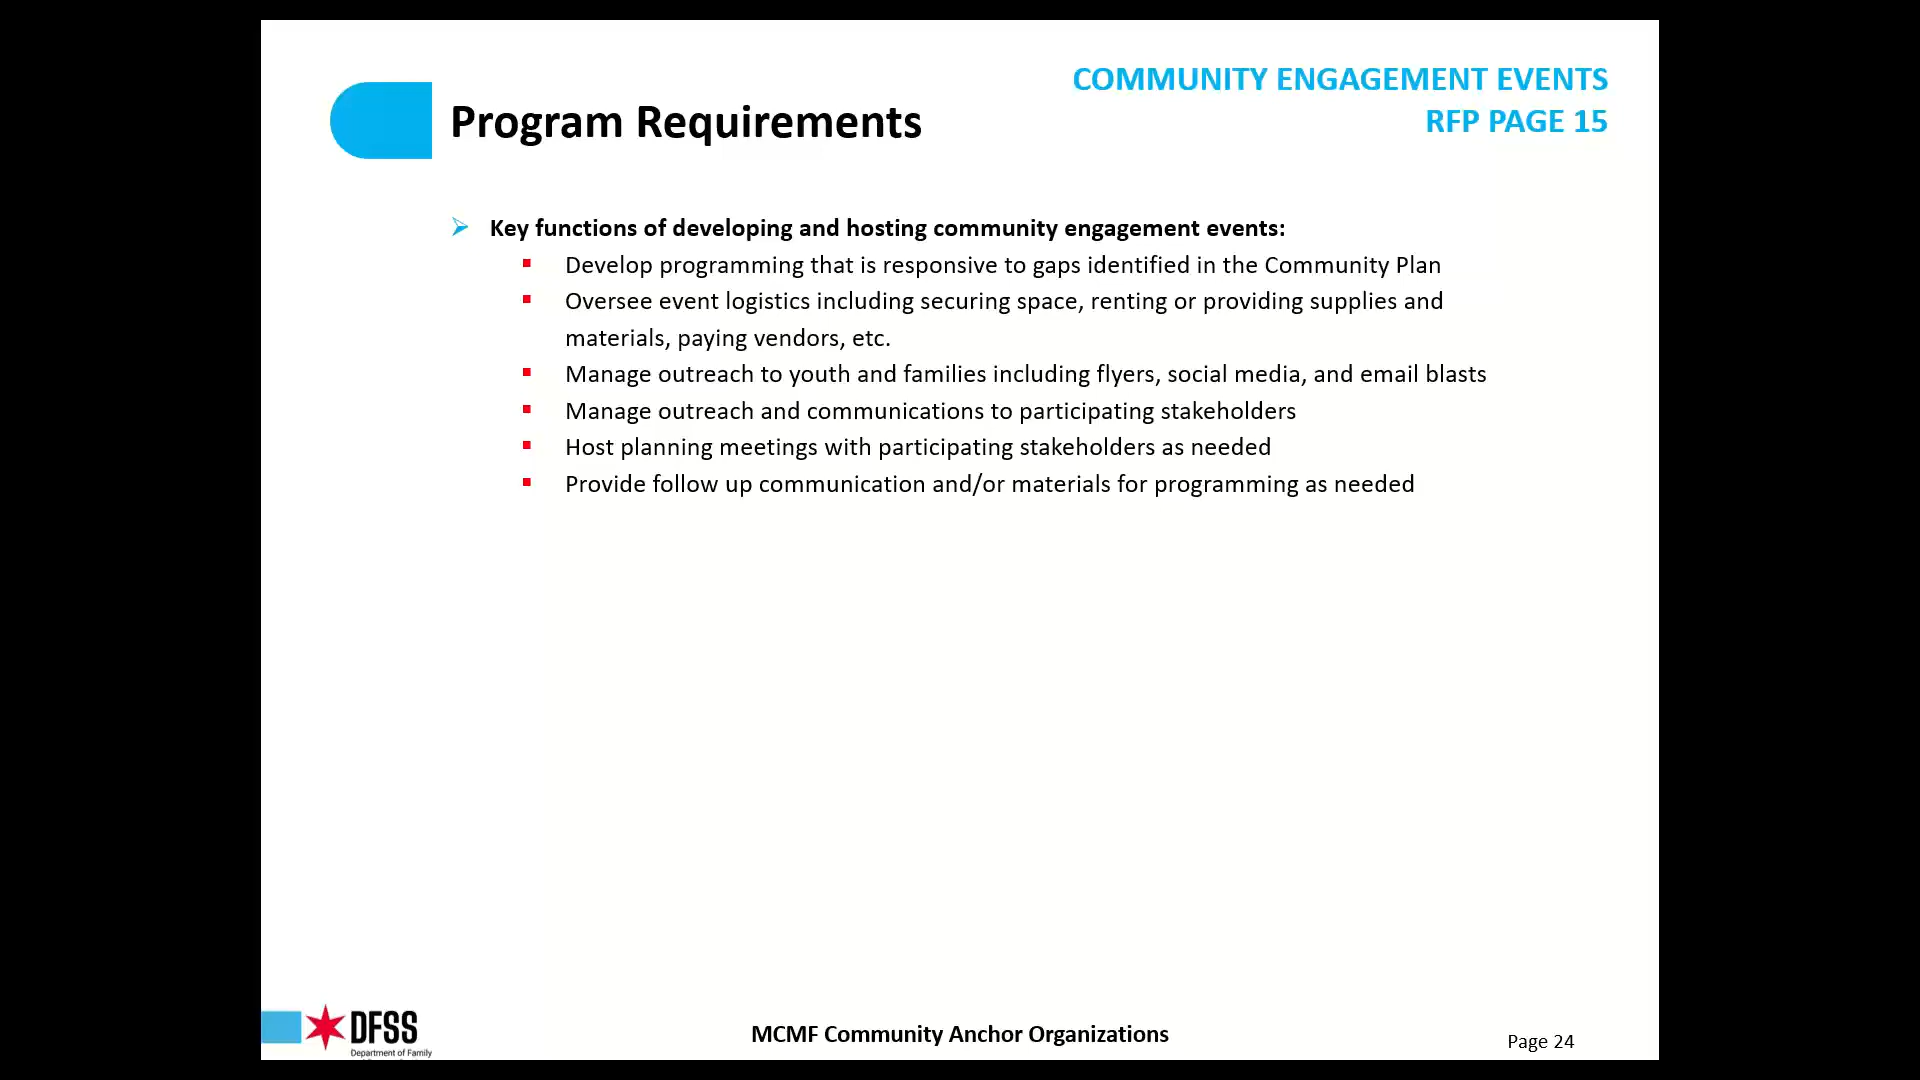 COMMUNITY ENGAGEMENT EVENTS
RFP PAGE 15
Program Requirements
Key functions of developing and hosting community engagement events:
Develop programming that is responsive to gaps identified in the Community Plan
Oversee event logistics including securing space, renting or providing supplies and
materials, paying vendors, etc.
Manage outreach to youth and families including flyers, social media, and email blasts
Manage outreach and communications to participating stakeholders
Host planning meetings with participating stakeholders as needed
Provide follow up communication and/or materials for programming as needed
DFSS
Department of Family
MCMF Community Anchor Organizations
Page 24